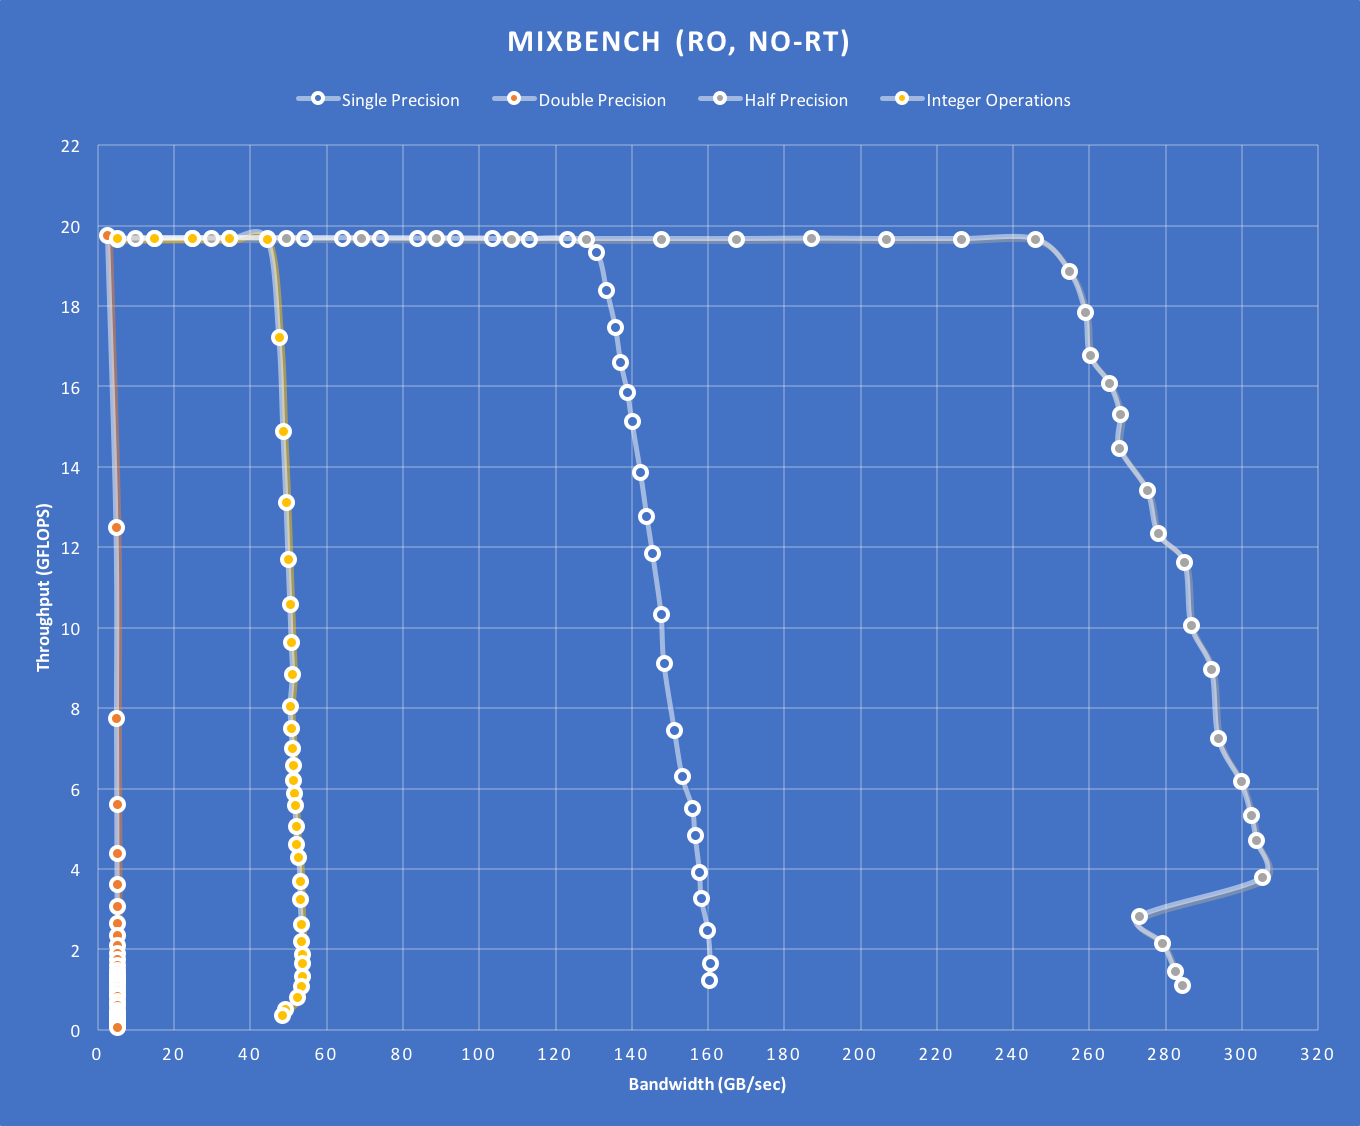 MIXBENCH (RO, NO-RT)
Single Precision Double Precision Half Precision Integer Operations
22
20
18
16
14
12
10
8
6
4
2
0
Throughput (GFLOPS)
0 20 40 60 80 100 120 140 160 180 200 220 240 260 280 300 320
Bandwidth (GB/sec)